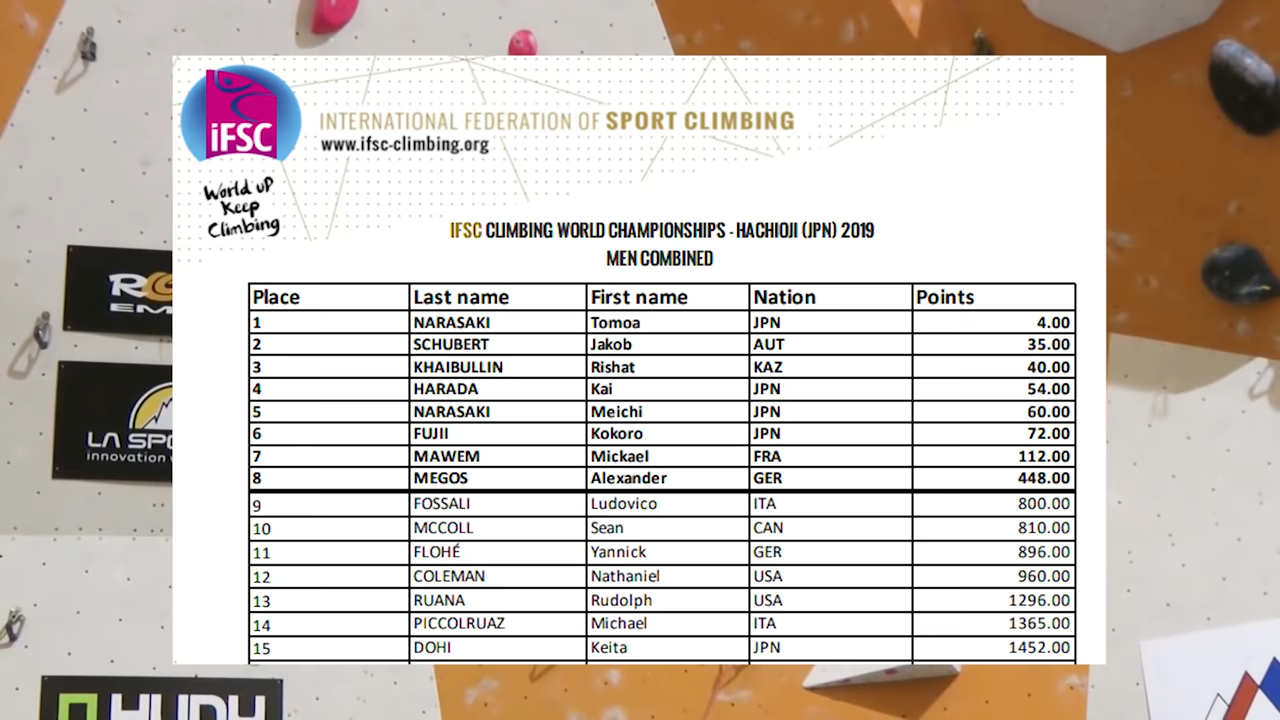 iFSC
INTERNATIONAL FEDERATION OF SPORT CLIMBING
www.ifsc-climbing.org
World uP
Keep
Climbing
IFSC CLIMBING WORLD CHAMPIONSHIPS - HACHIOJI (JPN) 2019
MEN COMBINED
Place Last name First name Nation Points
1 NARASAKI Tomoa JPN 4.00
2 SCHUBERT Jakob AUT 35.00
3 KHAIBULLIN Rishat KAZ 40.00
4 HARADA Kai JPN 54.00
5 NARASAKI Meichi JPN 60.00
6 FUJII Kokoro JPN 72.00
7 MAWEM Mickael FRA 112.00
8 MEGOS Alexander GER 448.00
9 FOSSALI Ludovico ITA 800.00
10 MCCOLL Sean CAN 810.00
11 FLOHÉ Yannick GER 896.00
12 COLEMAN Nathaniel USA 960.00
13 RUANA Rudolph USA 1296.00
14 PICCOLRUAZ Michael ITA 1365.00
15 DOHI Keita JPN 1452.00
LA SPO
innovation